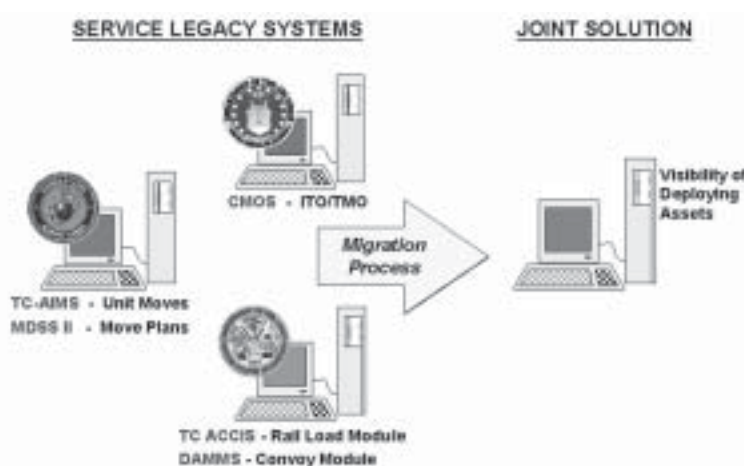 SERVICE LEGACY SYSTEMS
JOINT SOLUTION
CMOS - ITO/TMO
TC-AIMS - Unit Moves
MDSS II - Move Plans
Migration
Process
Visibility of
Deploying
Assets
TC ACCIS - Rail Load Module
DAMMS - Convoy Module